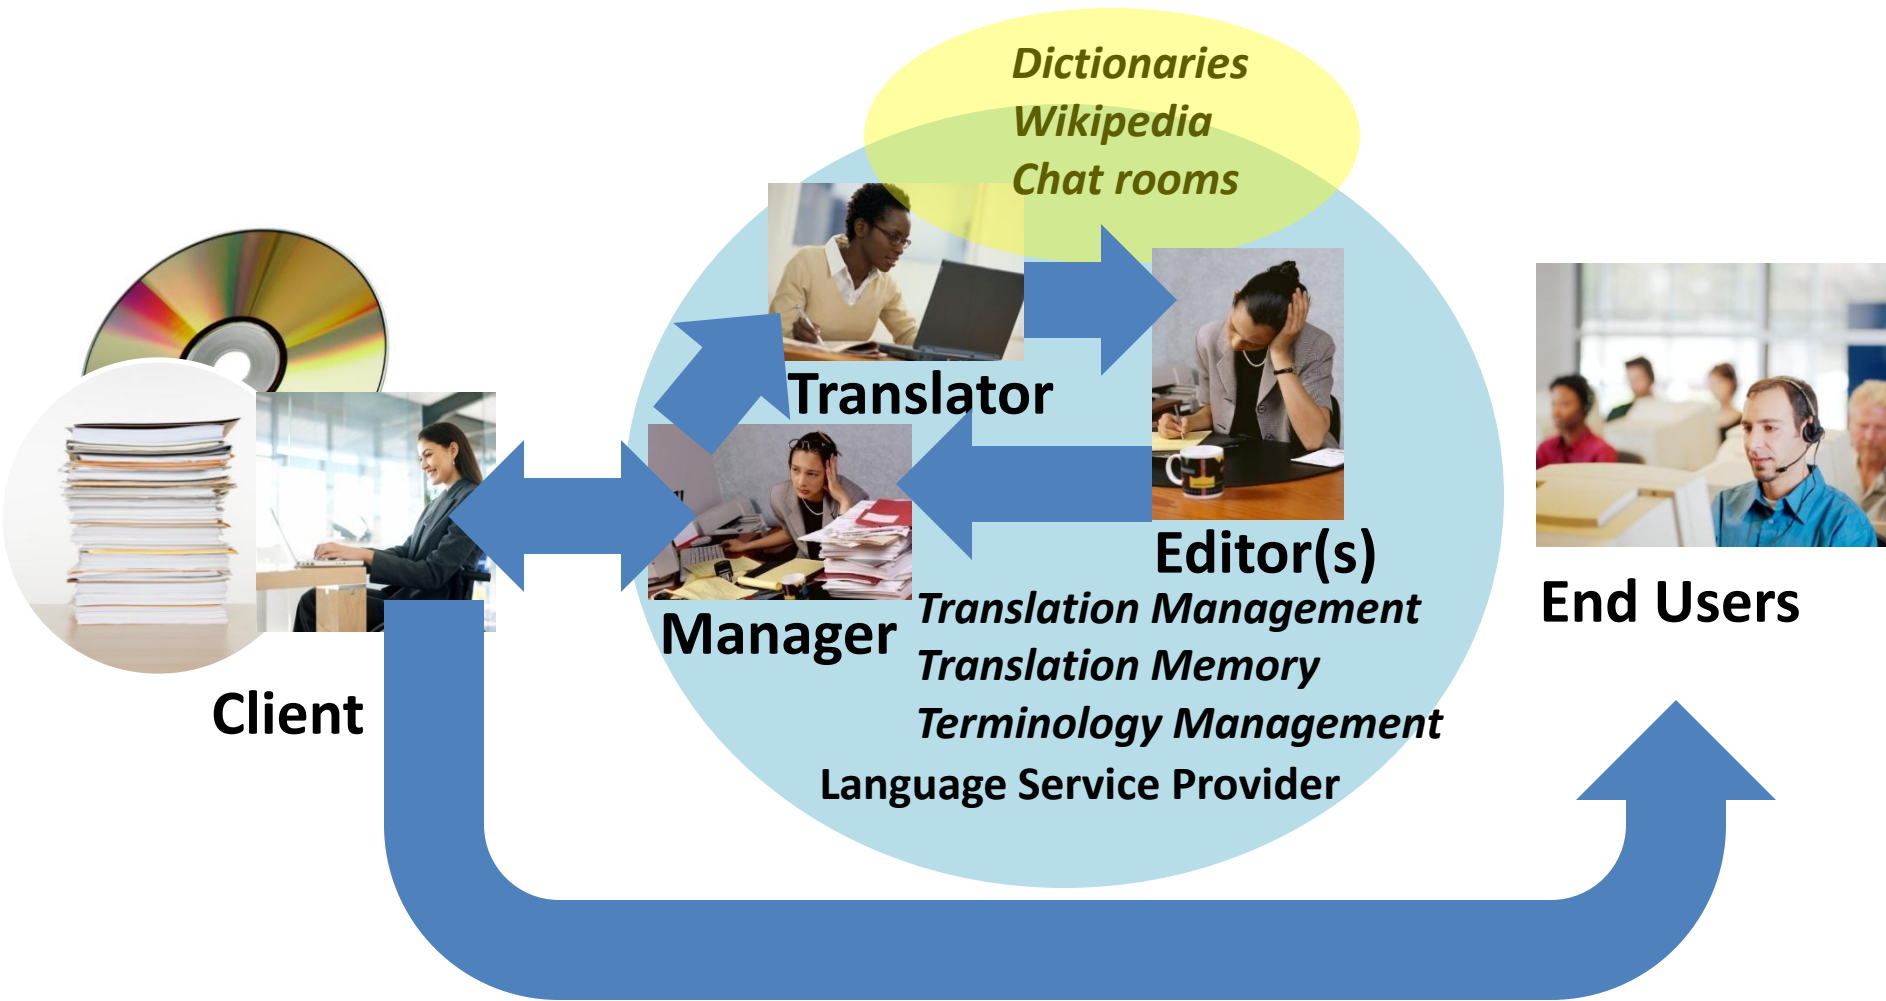 Dictionaries
Wikipedia
Chat rooms
Translator
Editor(s)
Manager
Translation Management
Translation Memory
Terminology Management
Language Service Provider
Client
End Users